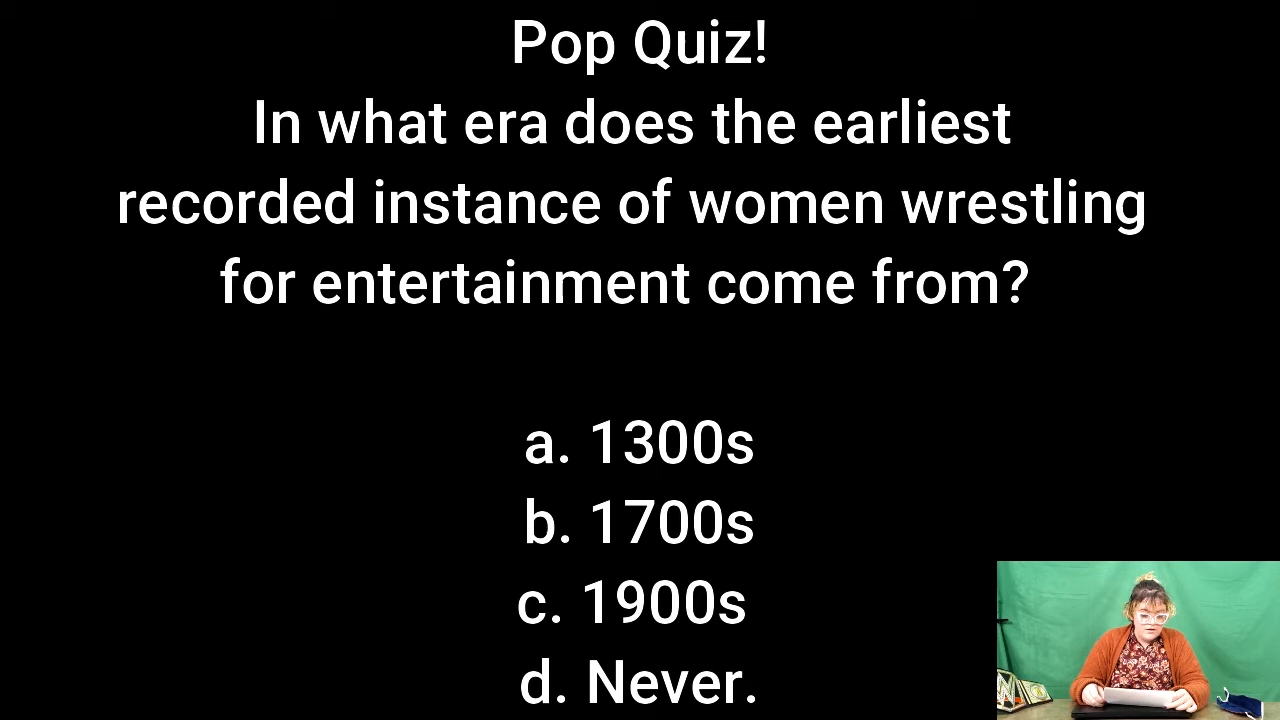 Pop Quiz!
In what era does the earliest
recorded instance of women wrestling
for entertainment come from?
a. 1300s
b. 1700s
c. 1900s
d. Never.